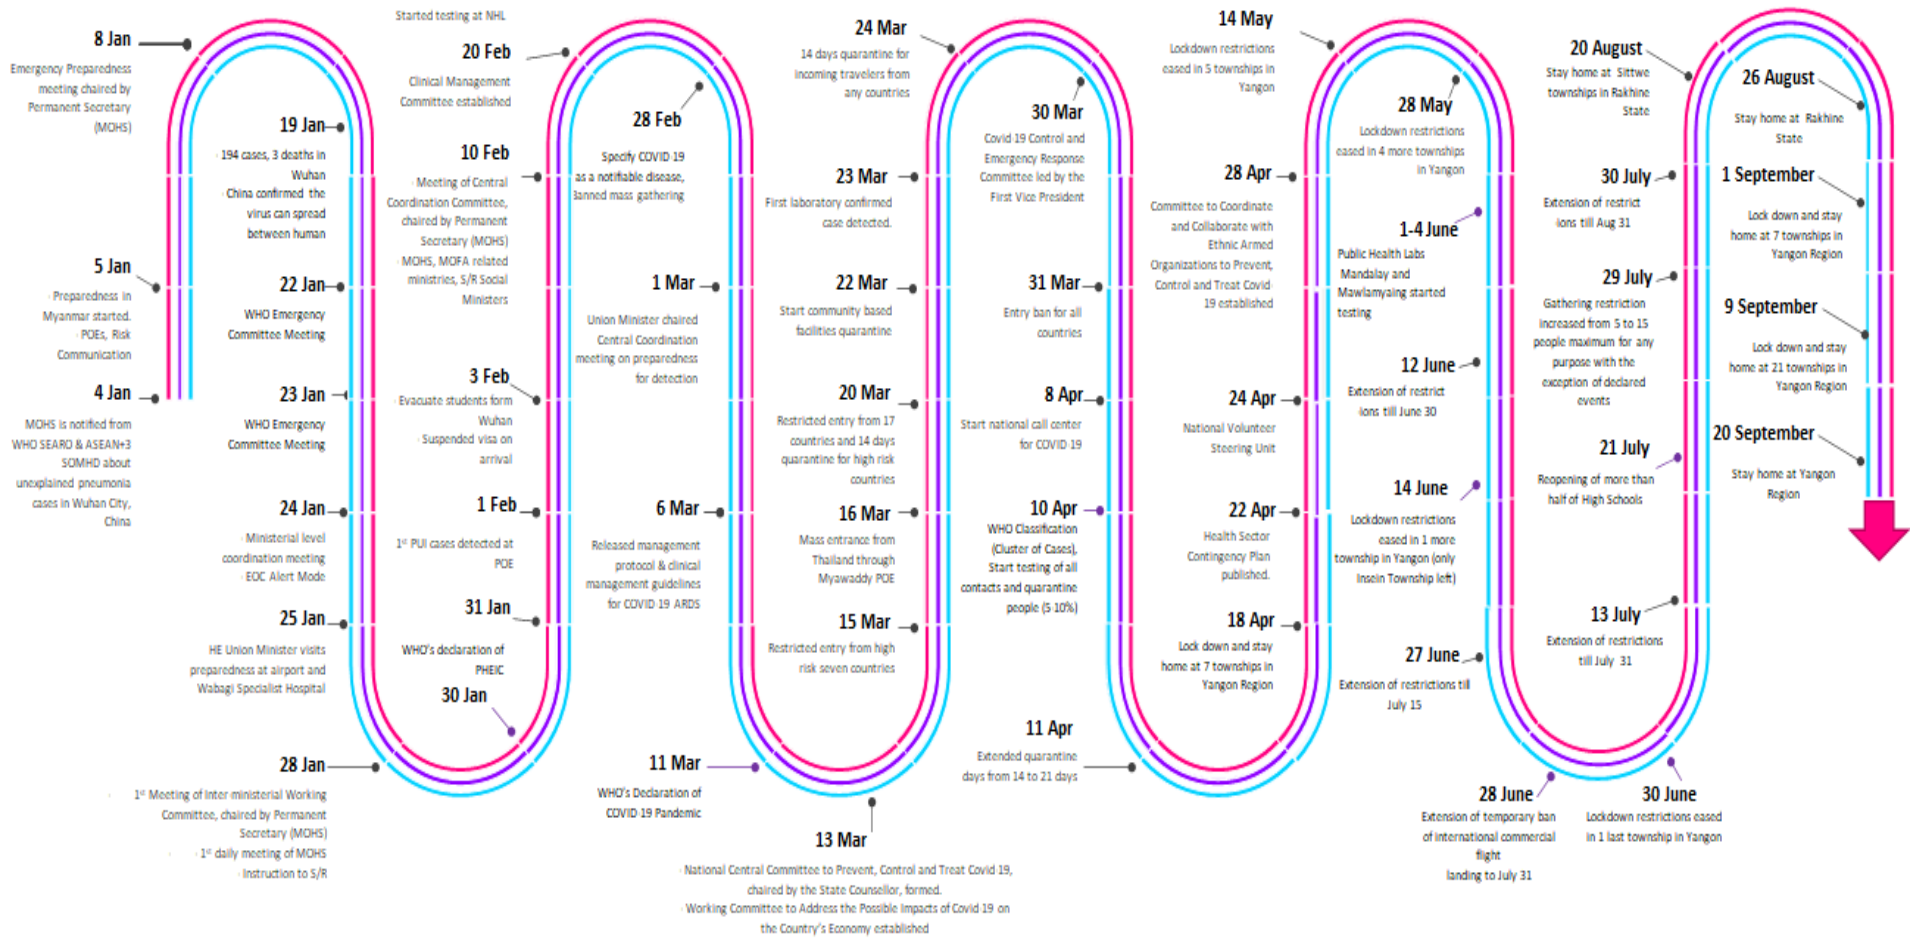 8 Jan
Emergency Preparedness
meeting chaired by
Permanent Secretary
(MOHS)
5 Jan
· Preparedness in
Myanmar started.
· POEs, Risk
Communication
4 Jan
MOHS is notified from
WHO SEARO & ASEAN+3
SOMHD about
unexplained pneumonia
cases in Wuhan City,
China
19 Jan
· 194 cases, 3 deaths in
Wuhan
· China confirmed the
virus can spread
between human
22 Jan
WHO Emergency
Committee Meeting
23 Jan
WHO Emergency
Committee Meeting
24 Jan
· Ministerial level
coordination meeting
· EOC Alert Mode
25 Jan
HE Union Minister visits
preparedness at airport and
Wabagi Specialist Hospital
28 Jan
· 1st Meeting of Inter-ministerial Working
Committee, chaired by Permanent
Secretary (MOHS)
· 1st daily meeting of MOHS
· Instruction to S/R
Started testing at NHL
20 Feb
Clinical Management
Committee established
10 Feb
· Meeting of Central
Coordination Committee,
chaired by Permanent
Secretary (MOHS)
· MOHS, MOFA related
ministries, S/R Social
Ministers
3 Feb
· Evacuate students form
Wuhan
· Suspended visa on
arrival
1 Feb
1st PUI cases detected at
POE
31 Jan
WHO's declaration of
PHEIC
30 Jan
28 Feb
Specify COVID 19
as a notifiable disease,
Banned mass gathering
1 Mar
Union Minister chaired
Central Coordination
meeting on preparedness
for detection
6 Mar
Released management
protocol & clinical
management guidelines
for COVID 19 ARDS
11 Mar
WHO's Declaration of
COVID 19 Pandemic
13 Mar
· National Central Committee to Prevent, Control and Treat Covid 19,
chaired by the State Counsellor, formed.
· Working Committee to Address the Possible Impacts of Covid 19 on
the Country's Economy established
24 Mar
14 days quarantine for
incoming travelers from
any countries
23 Mar
First laboratory confirmed
case detected.
22 Mar
Start community based
facilities quarantine
20 Mar
Restricted entry from 17
countries and 14 days
quarantine for high risk
countries
16 Mar
Mass entrance from
Thailand through
Myawaddy POE
15 Mar
Restricted entry from high
risk seven countries
30 Mar
Covid 19 Control and
Emergency Response
Committee led by the
First Vice President
31 Mar
Entry ban for all
countries
8 Apr
Start national call center
for COVID 19
10 Apr
WHO Classification
(Cluster of Cases),
Start testing of all
contacts and quarantine
people (5 10%)
11 Apr
Extended quarantine
days from 14 to 21 days
14 May
Lockdown restrictions
eased in 5 townships in
Yangon
28 Apr
Committee to Coordinate
and Collaborate with
Ethnic Armed
Organizations to Prevent,
Control and Treat Covid
19 established
24 Apr
National Volunteer
Steering Unit
22 Apr
Health Sector
Contingency Plan
published.
18 Apr
Lock down and stay
home at 7 townships in
Yangon Region
28 May
Lockdown restrictions
eased in 4 more townships
in Yangon
1-4 June
Public Health Labs
Mandalay and
Mawlamyaing started
testing
12 June
Extension of restrict
ions till June 30
14 June
Lockdown restrictions
eased in 1 more
township in Yangon (only
Insein Township left)
27 June
Extension of restrictions till
July 15
28 June
Extension of temporary ban
of international commercial
flight
landing to July 31
30 June
Lockdown restrictions eased
in 1 last township in Yangon
20 August
Stay home at Sittwe
townships in Rakhine
State
30 July
Extension of restrict
ions till Aug 31
29 July
Gathering restriction
increased from 5 to 15
people maximum for any
purpose with the
exception of declared
events
21 July
Reopening of more than
half of High Schools
13 July
Extension of restrictions
till July 31
26 August
Stay home at Rakhine
State
1 September
Lock down and stay
home at 7 townships in
Yangon Region
9 September
Lock down and stay
home at 21 townships in
Yangon Region
20 September
Stay home at Yangon
Region